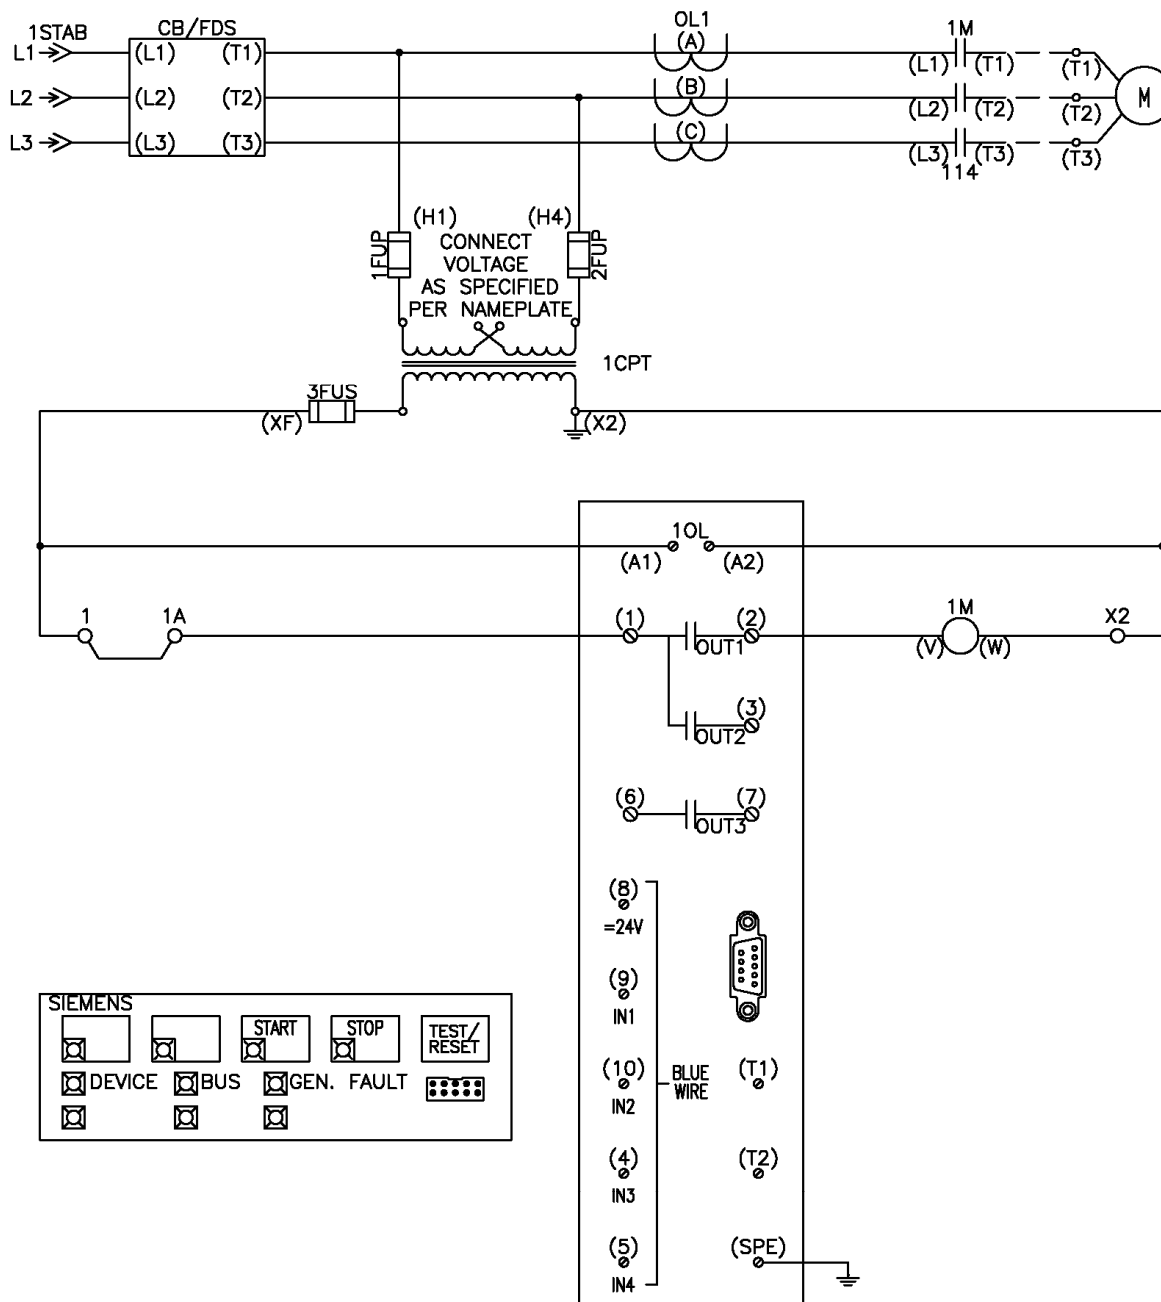 1STAB
CB/FDS
OL1
1M
L1
(L1)
(T1)
(A)
(L1)
(T1)
(T1)
L2
(L2)
(T2)
(B)
(L2)
(T2)
(T2)
M
L3
(L3)
(T3)
(C)
(L3)
(T3)
(T3)
114
(H1)
(H4)
1FUP
2FUP
CONNECT
VOLTAGE
AS SPECIFIED
PER NAMEPLATE
1CPT
3FUS
(XF)
(X2)
1OL
(A1)
(A2)
1
1A
(1)
(2)
OUT1
1M
(V)
(W)
X2
(3)
OUT2
(6)
(7)
OUT3
(8)
=24V
(9)
IN1
(10)
IN2
BLUE
WIRE
(T1)
(4)
IN3
(T2)
(5)
IN4
(SPE)
SIEMENS
START
STOP
TEST/
RESET
DEVICE
BUS
GEN. FAULT